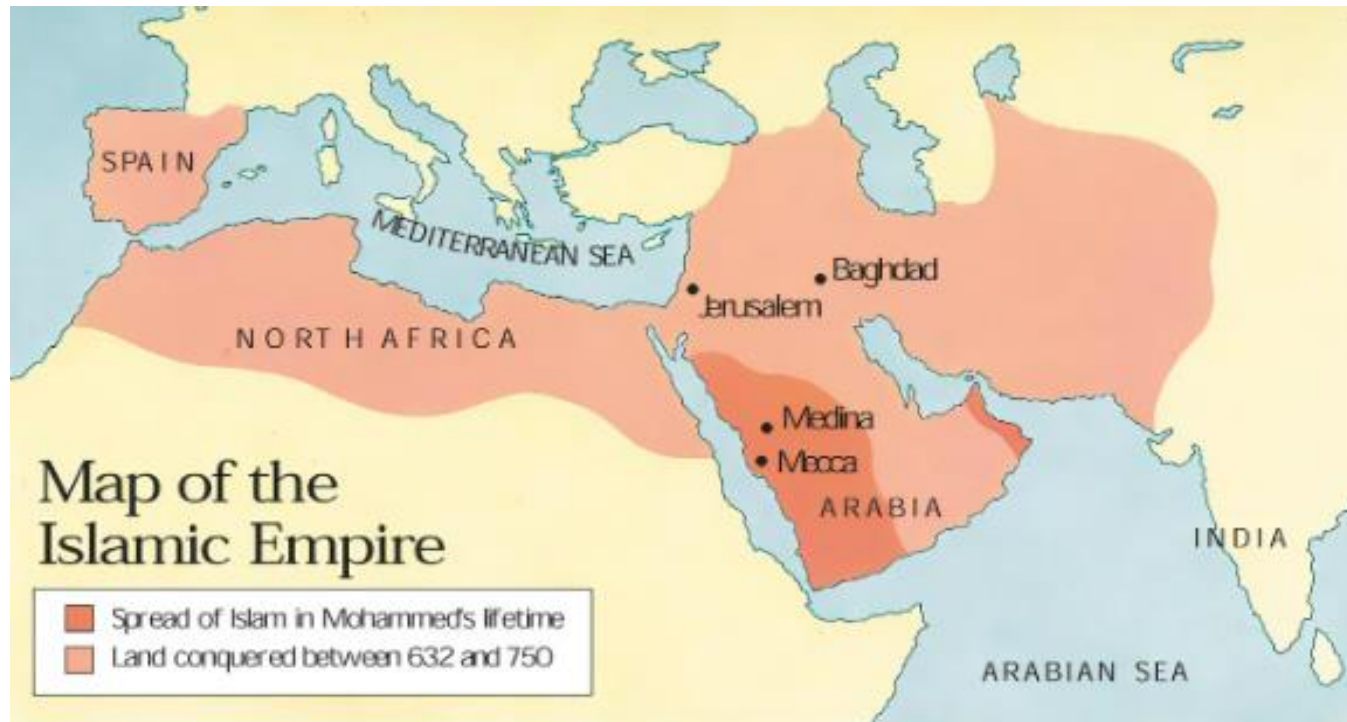 SPAIN
MEDITERRANEAN SEA
Baghdad
Jerusalem
NORTH AFRICA
Medina
Mecca
ARABIA
INDIA
Map of the
Islamic Empire
Spread of Islam in Mohammed's lifetime
Land conquered between 632 and 750
ARABIAN SEA